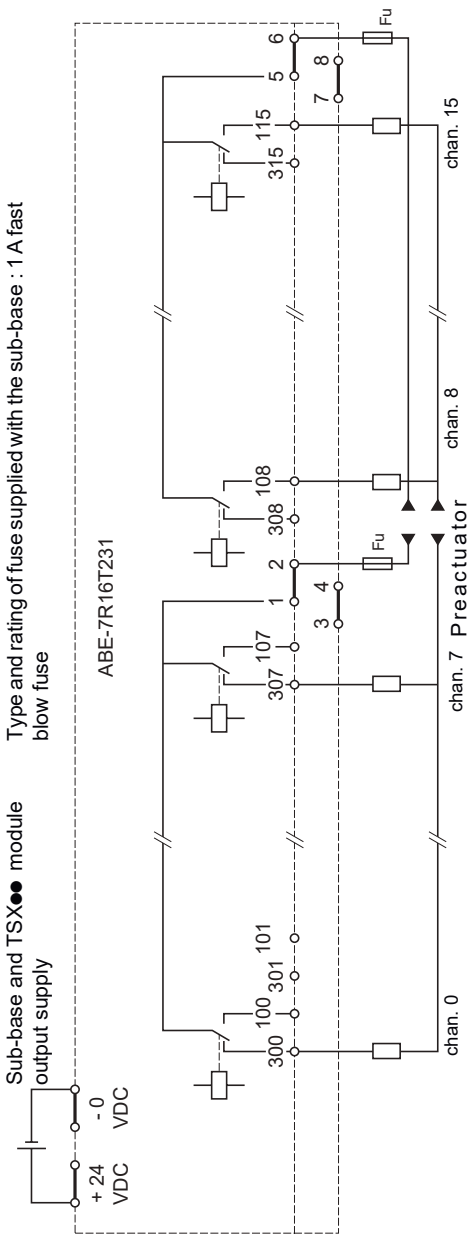 Sub-base and TSX●● module
output supply
Type and rating of fuse supplied with the sub-base : 1 A fast
blow fuse
+ 24
VDC
- 0
VDC
ABE-7R16T231
300
100
301
101
307
107
1
2
308
108
315
115
5
6
3
4
7
8
Fu
Fu
chan. 0
chan. 7
Preactuator
chan. 8
chan. 15